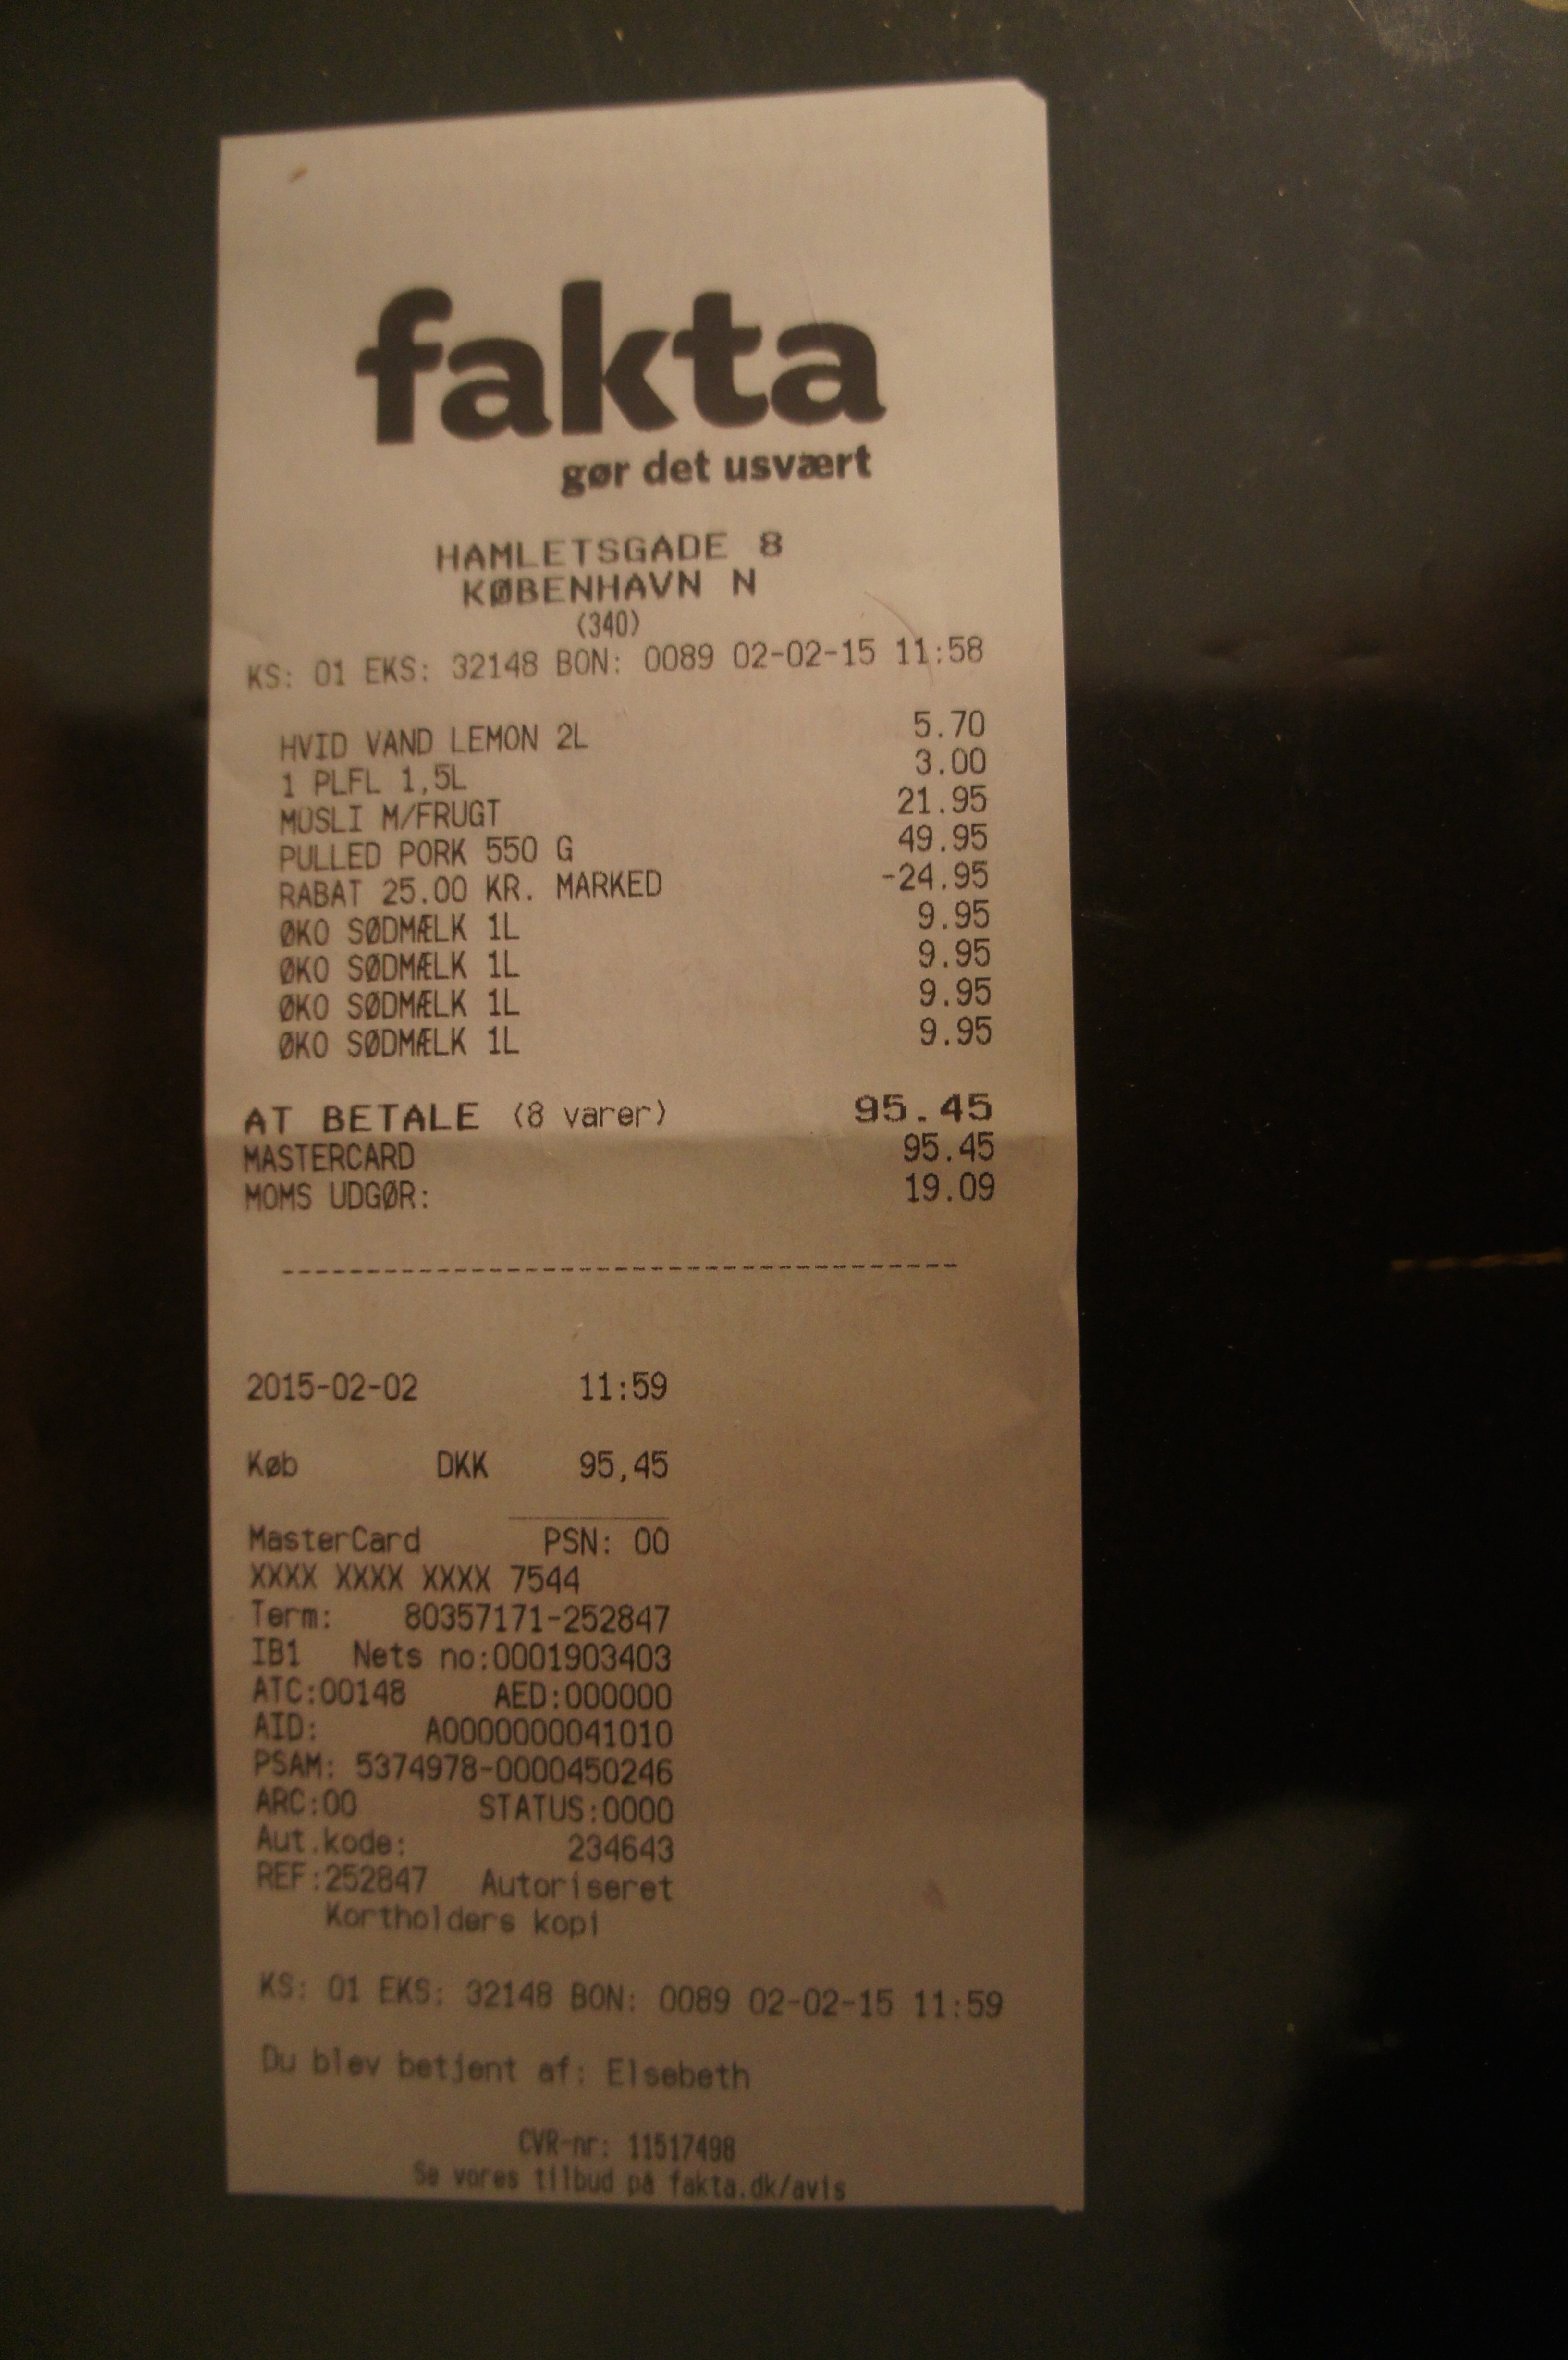 fakta
gør det usvært
HAMLETSGADE 8
KØBENHAVN N
(340)
KS: 01 EKS: 32148 BON: 0089 02-02-15 11:58
HVID VAND LEMON 2L 5.70
1 PLFL 1,5L 3.00
MÜSLI M/FRUGT 21.95
PULLED PORK 550 G 49.95
RABAT 25.00 KR. MARKED -24.95
ØKO SØDMÆLK 1L 9.95
ØKO SØDMÆLK 1L 9.95
ØKO SØDMÆLK 1L 9.95
ØKO SØDMÆLK 1L 9.95
AT BETALE (8 varer) 95.45
MASTERCARD 95.45
MOMS UDGØR: 19.09
----------------------------------------
2015-02-02 11:59
Køb DKK 95,45
MasterCard PSN: 00
XXXX XXXX XXXX 7544
Term: 80357171-252847
IB1 Nets no:0001903403
ATC:00148 AED:000000
AID: A0000000041010
PSAM: 5374978-0000450246
ARC:00 STATUS:0000
Aut.kode: 234643
REF:252847 Autoriseret
Kortholders kopi
KS: 01 EKS: 32148 BON: 0089 02-02-15 11:59
Du blev betjent af: Elsebeth
CVR-nr: 11517498
Se vores tilbud på fakta.dk/avis